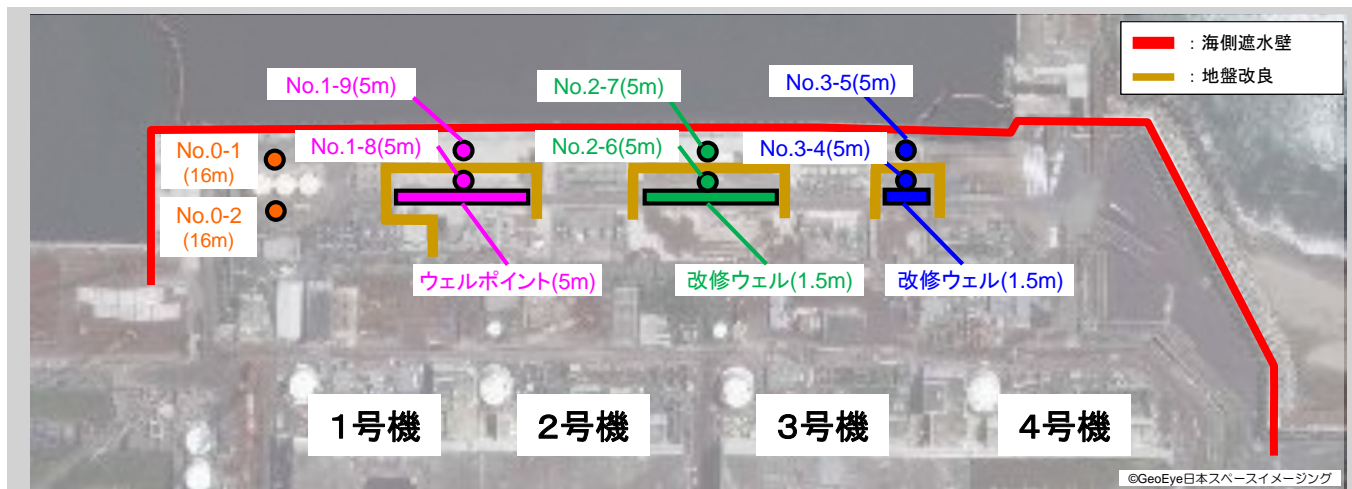 ：海側遮水壁
：地盤改良
No.1-9(5m)
No.2-7(5m)
No.3-5(5m)
No.0-1
(16m)
No.1-8(5m)
No.2-6(5m)
No.3-4(5m)
No.0-2
(16m)
ウェルポイント(5m)
改修ウェル(1.5m)
改修ウェル(1.5m)
１号機
２号機
３号機
４号機
©GeoEye日本スペースイメージング